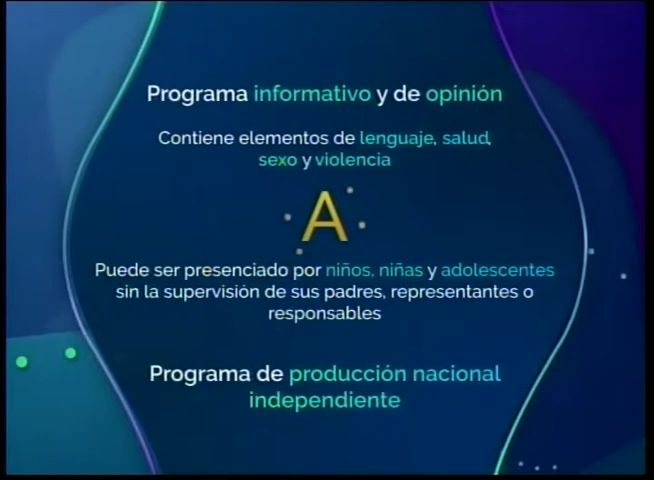 Programa informativo y de opinión
Contiene elementos de lenguaje, salud,
sexo y violencia
A
Puede ser presenciado por niños, niñas y adolescentes
sin la supervisión de sus padres, representantes o
responsables
Programa de producción nacional
independiente